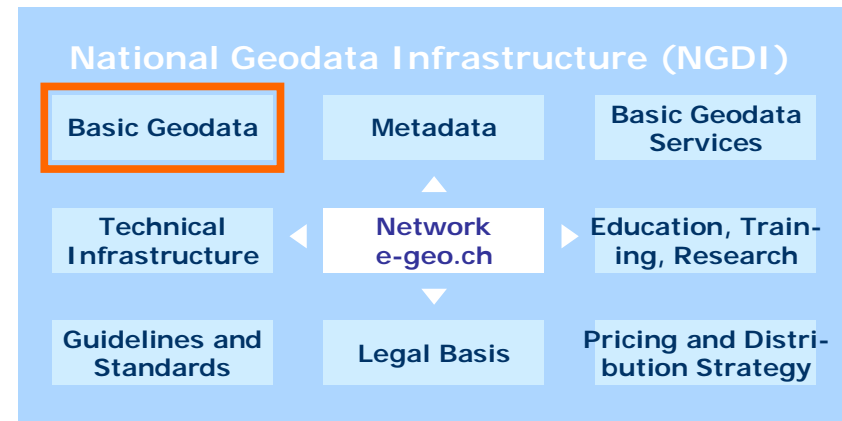 National Geodata Infrastructure (NGDI)
Basic Geodata
Metadata
Basic Geodata
Services
Technical
Infrastructure
Network
e-geo.ch
Education, Train-
ing, Research
Guidelines and
Standards
Legal Basis
Pricing and Distri-
bution Strategy